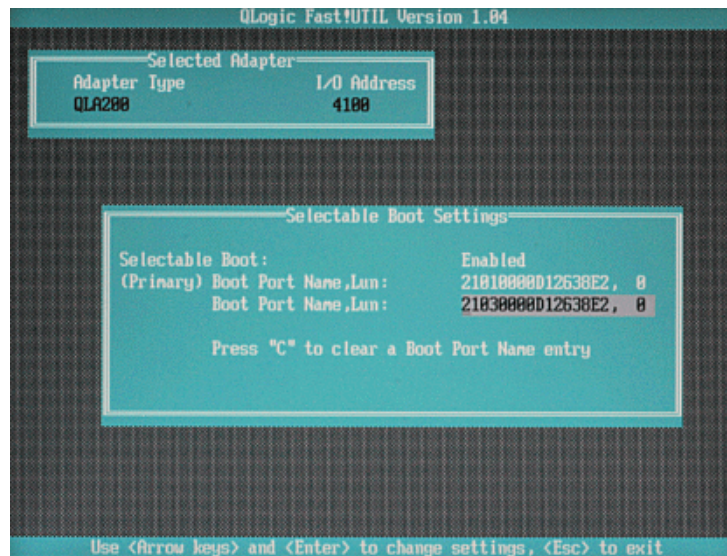 QLogic Fast!UTIL Version 1.04
Selected Adapter
Adapter Type I/O Address
QLA200 4100
Selectable Boot Settings
Selectable Boot: Enabled
(Primary) Boot Port Name,Lun: 21010000D12638E2, 0
Boot Port Name,Lun: 21030000D12638E2, 0
Press "C" to clear a Boot Port Name entry
Use <Arrow keys> and <Enter> to change settings, <Esc> to exit